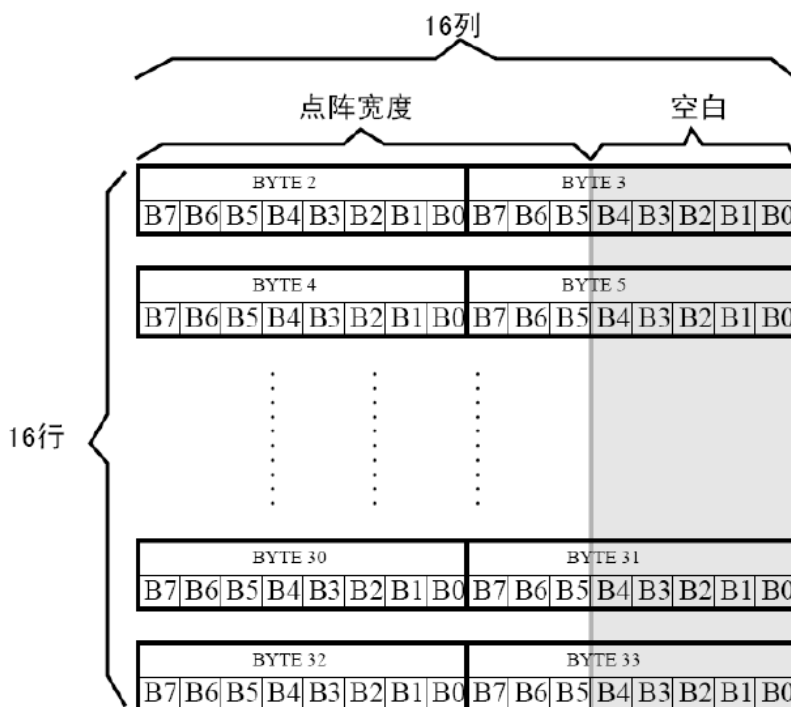 16列
点阵宽度 空白
BYTE 2 BYTE 3
B7 B6 B5 B4 B3 B2 B1 B0 B7 B6 B5 B4 B3 B2 B1 B0
BYTE 4 BYTE 5
B7 B6 B5 B4 B3 B2 B1 B0 B7 B6 B5 B4 B3 B2 B1 B0
16行
BYTE 30 BYTE 31
B7 B6 B5 B4 B3 B2 B1 B0 B7 B6 B5 B4 B3 B2 B1 B0
BYTE 32 BYTE 33
B7 B6 B5 B4 B3 B2 B1 B0 B7 B6 B5 B4 B3 B2 B1 B0